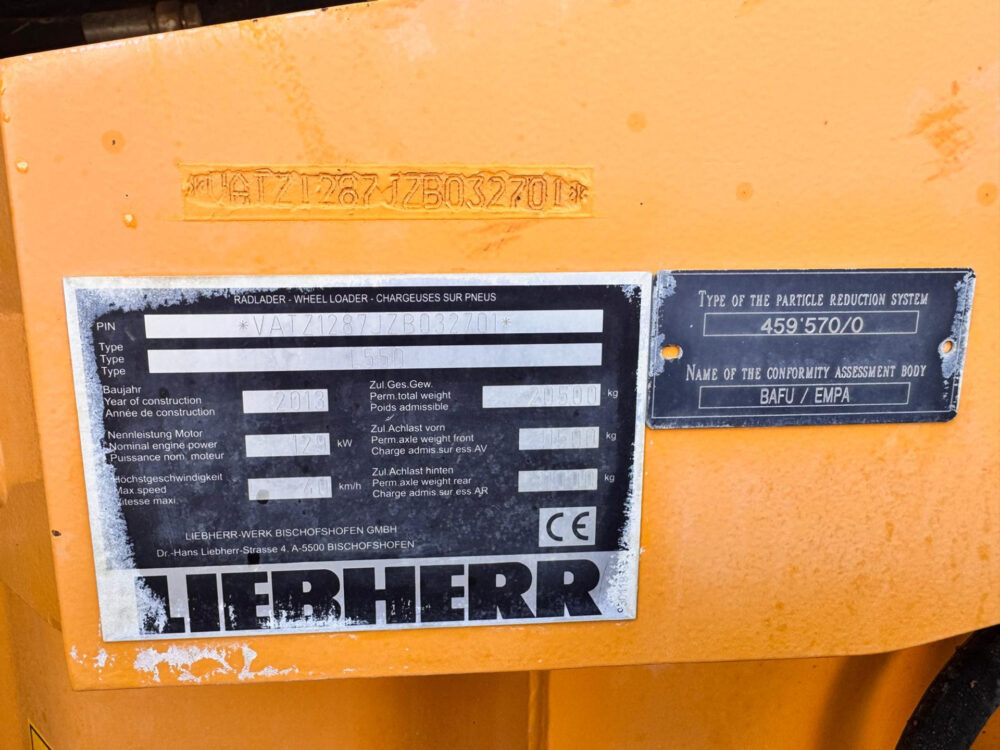 *VATZ1287JZB032701*
RADLADER - WHEEL LOADER - CHARGEUSES SUR PNEUS
PIN *VATZ1287JZB032701*
Type
Type L550
Type
Baujahr
Year of construction 2013
Année de construction
Nennleistung Motor
Nominal engine power 129 kW
Puissance nom. moteur
Höchstgeschwindigkeit
Max.speed 40 km/h
Vitesse maxi.
Zul.Ges.Gew.
Perm.total weight 20500 kg
Poids admissible
Zul.Achlast vorn
Perm.axle weight front kg
Charge admis.sur ess AV
Zul.Achlast hinten
Perm.axle weight rear kg
Charge admis.sur ess AR
LIEBHERR-WERK BISCHOFSHOFEN GMBH
Dr.-Hans Liebherr-Strasse 4, A-5500 BISCHOFSHOFEN
CE
LIEBHERR
TYPE OF THE PARTICLE REDUCTION SYSTEM
459'570/0
NAME OF THE CONFORMITY ASSESSMENT BODY
BAFU / EMPA